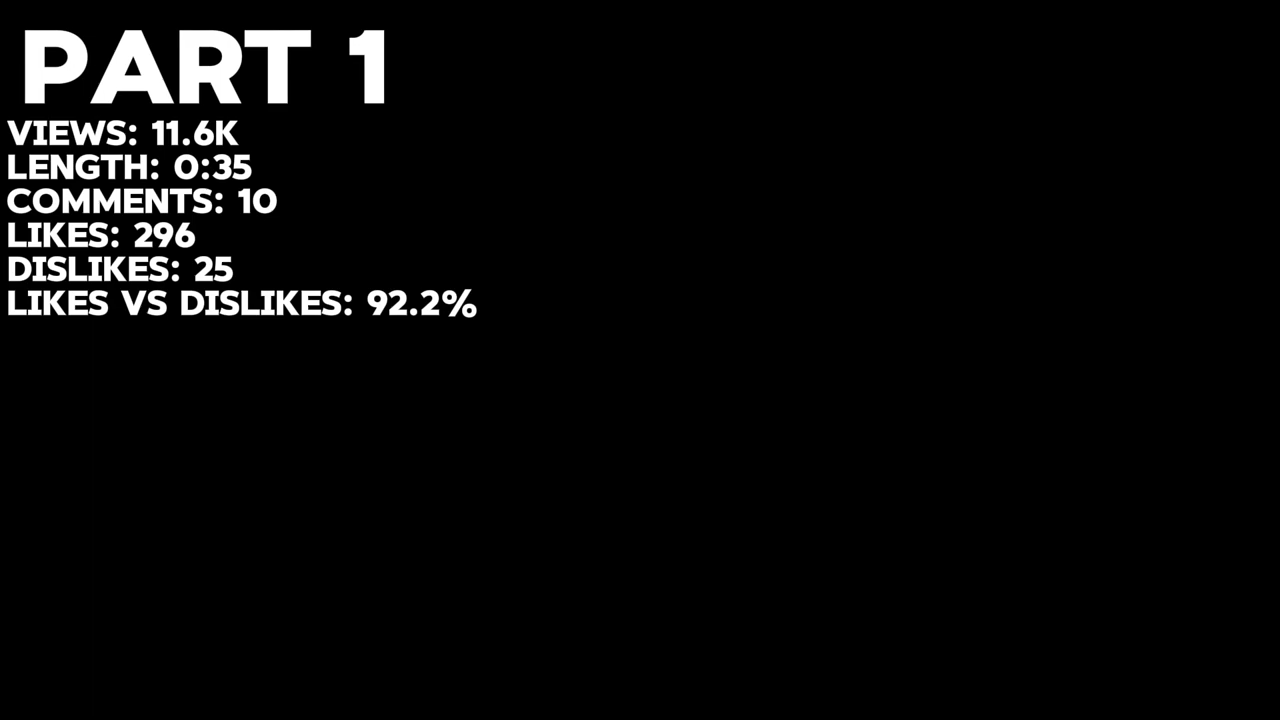 PART 1
VIEWS: 11.6K
LENGTH: 0:35
COMMENTS: 10
LIKES: 296
DISLIKES: 25
LIKES VS DISLIKES: 92.2%